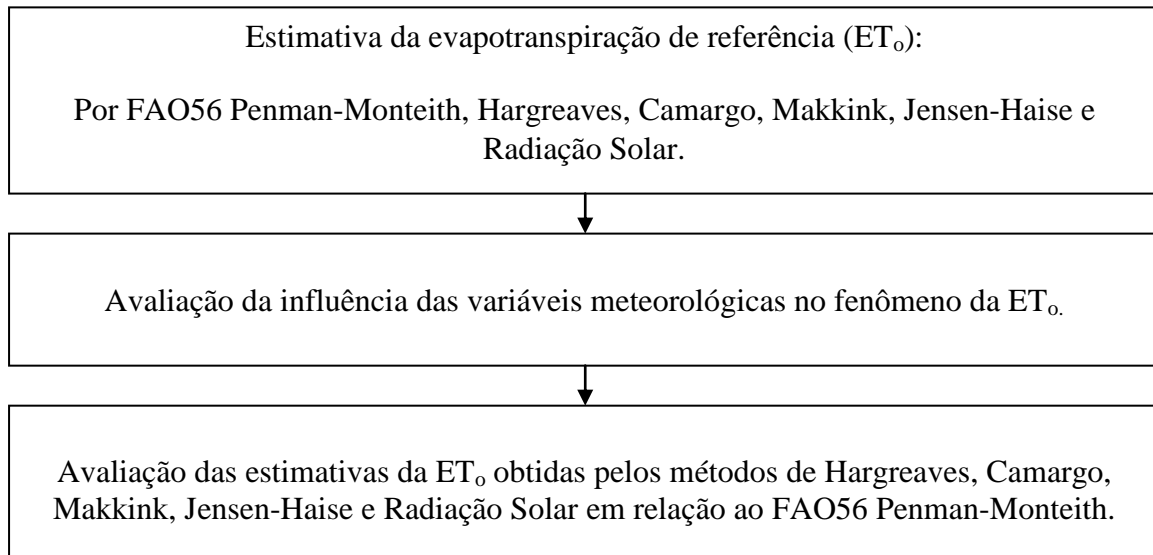 Estimativa da evapotranspiração de referência (ETₒ):
Por FAO56 Penman-Monteith, Hargreaves, Camargo, Makkink, Jensen-Haise e
Radiação Solar.
Avaliação da influência das variáveis meteorológicas no fenômeno da ETₒ.
Avaliação das estimativas da ETₒ obtidas pelos métodos de Hargreaves, Camargo,
Makkink, Jensen-Haise e Radiação Solar em relação ao FAO56 Penman-Monteith.